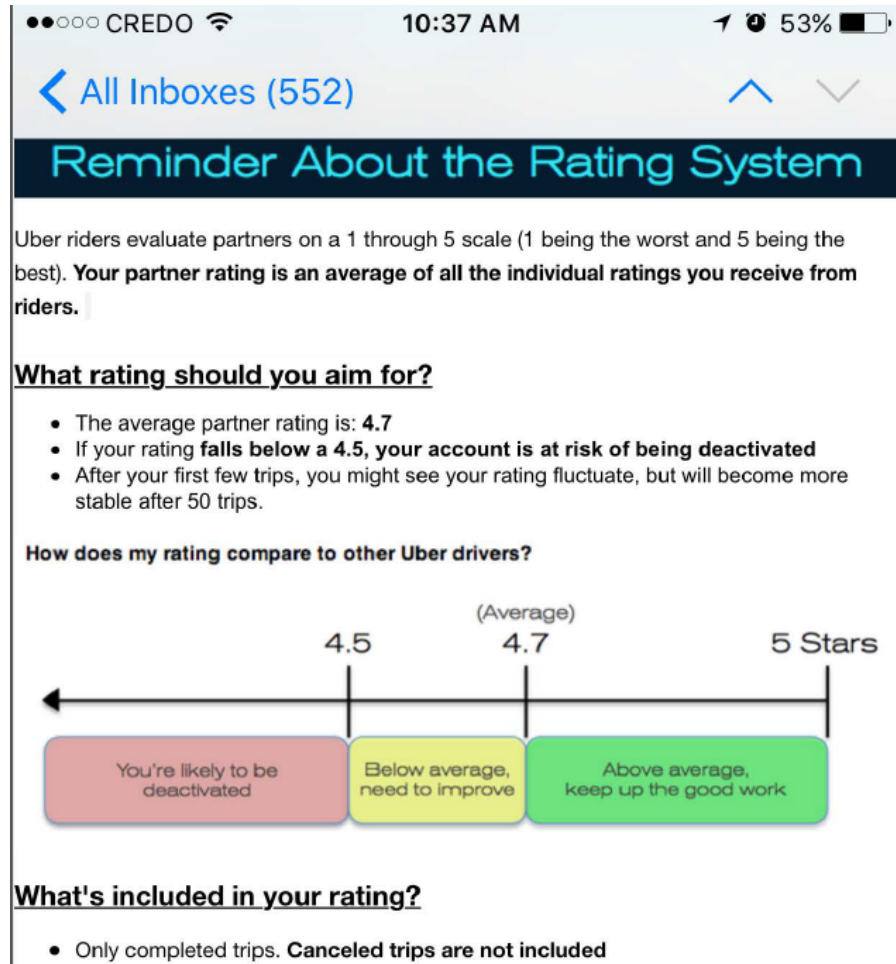 CREDO 10:37 AM 53%
All Inboxes (552)
Reminder About the Rating System
Uber riders evaluate partners on a 1 through 5 scale (1 being the worst and 5 being the
best). Your partner rating is an average of all the individual ratings you receive from
riders.
What rating should you aim for?
• The average partner rating is: 4.7
• If your rating falls below a 4.5, your account is at risk of being deactivated
• After your first few trips, you might see your rating fluctuate, but will become more
stable after 50 trips.
How does my rating compare to other Uber drivers?
(Average)
4.5 4.7 5 Stars
You're likely to be
deactivated
Below average,
need to improve
Above average,
keep up the good work
What's included in your rating?
• Only completed trips. Canceled trips are not included